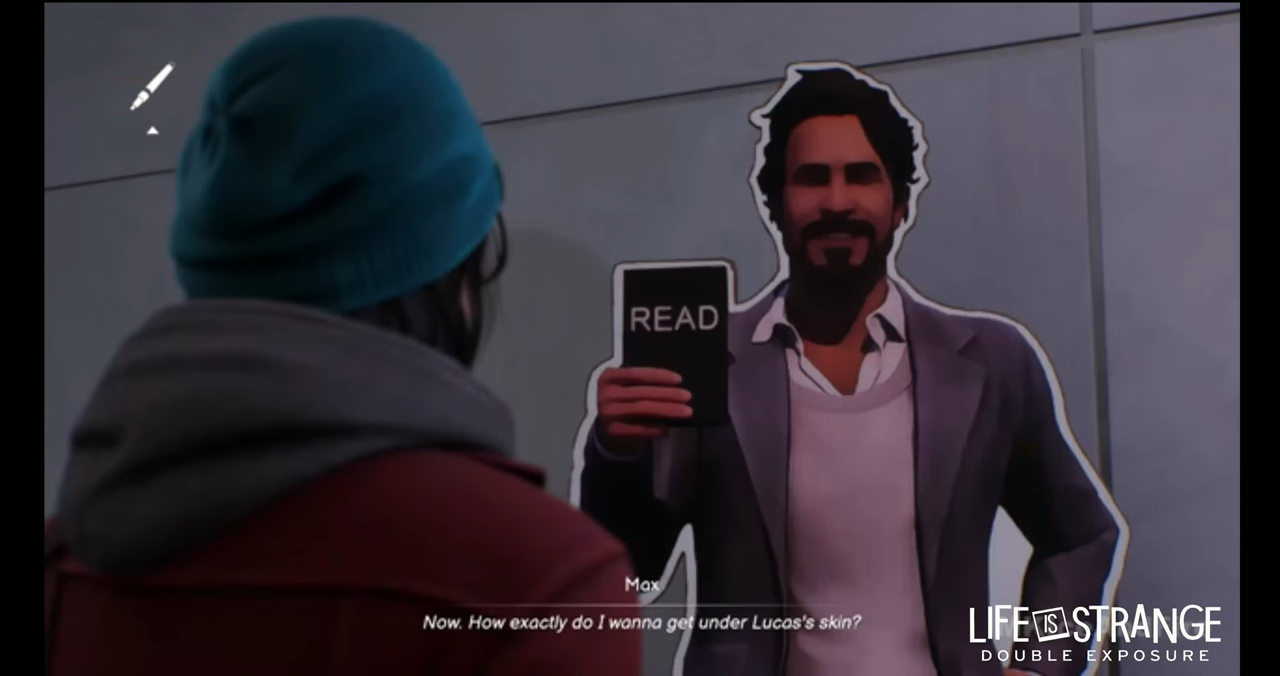 READ
Max
Now. How exactly do I wanna get under Lucas's skin?
LIFE IS STRANGE
DOUBLE EXPOSURE